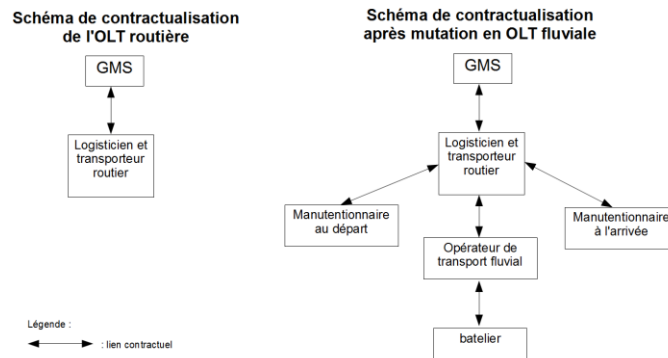 Schéma de contractualisation
de l'OLT routière
GMS
Logisticien et
transporteur
routier
Légende :
: lien contractuel
Schéma de contractualisation
après mutation en OLT fluviale
GMS
Logisticien et
transporteur
routier
Manutentionnaire
au départ
Manutentionnaire
à l'arrivée
Opérateur de
transport fluvial
batelier